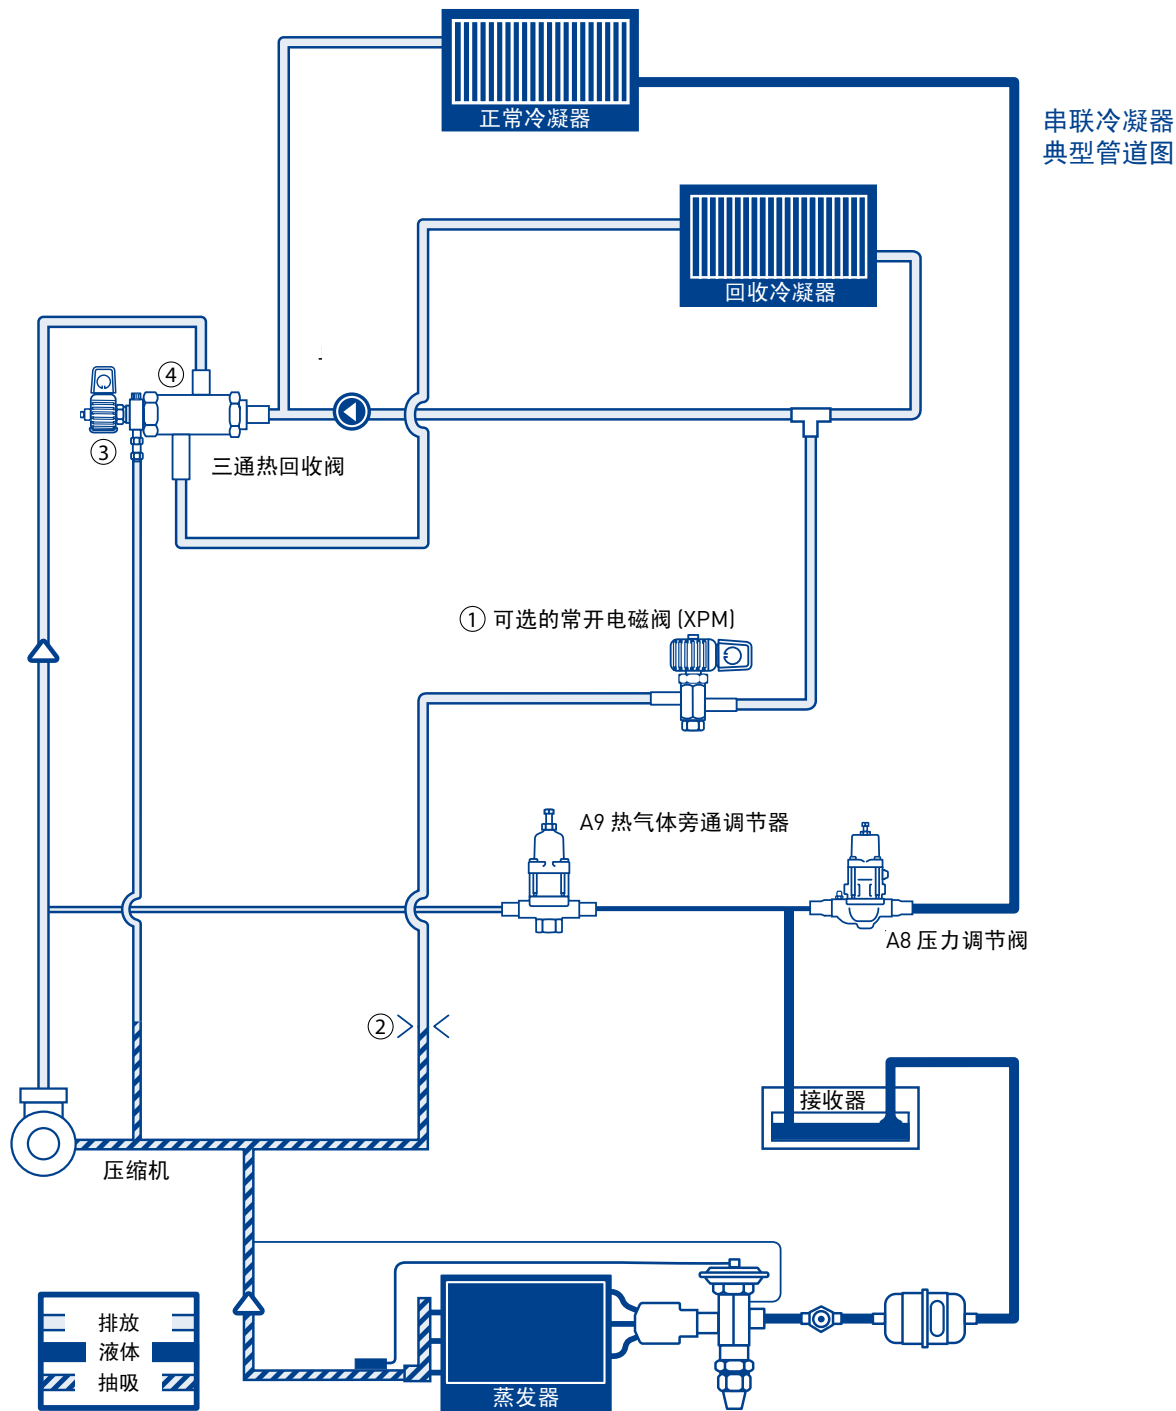 正常冷凝器
串联冷凝器
典型管道图
回收冷凝器
④
③
三通热回收阀
① 可选的常开电磁阀 (XPM)
A9 热气体旁通调节器
A8 压力调节阀
②
接收器
压缩机
排放
液体
抽吸
蒸发器